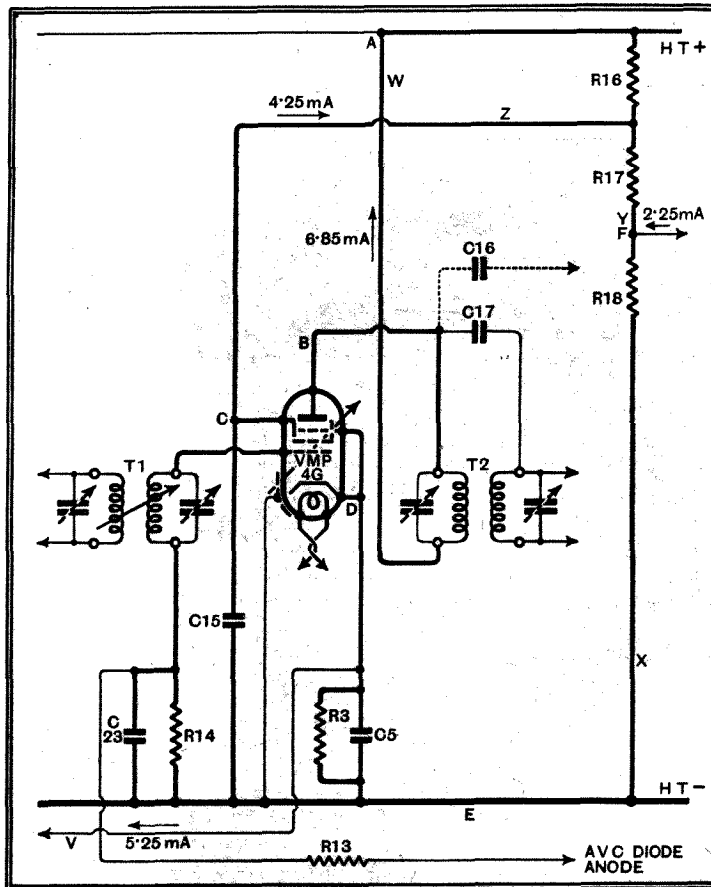 A
HT+
W
R16
4·25mA
Z
R17
Y
2·25mA
F
6·85mA
C16
R18
C17
B
C
VMP
4G
T1
T2
D
C15
X
C
23
R14
R3
C5
HT-
E
V
5·25mA
R13
AVC DIODE
ANODE